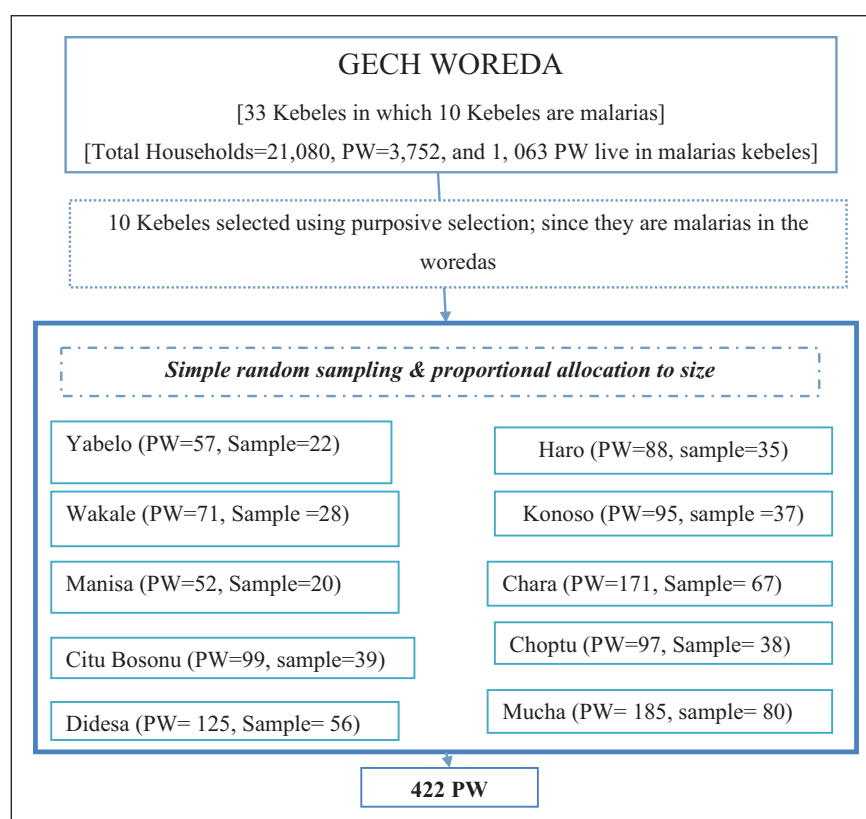 GECH WOREDA
[33 Kebeles in which 10 Kebeles are malarias]
[Total Households=21,080, PW=3,752, and 1, 063 PW live in malarias kebeles]
10 Kebeles selected using purposive selection; since they are malarias in the
woredas
Simple random sampling & proportional allocation to size
Yabelo (PW=57, Sample=22)
Wakale (PW=71, Sample =28)
Manisa (PW=52, Sample=20)
Citu Bosonu (PW=99, sample=39)
Didesa (PW= 125, Sample= 56)
Haro (PW=88, sample=35)
Konoso (PW=95, sample =37)
Chara (PW=171, Sample= 67)
Choptu (PW=97, Sample= 38)
Mucha (PW= 185, sample= 80)
422 PW